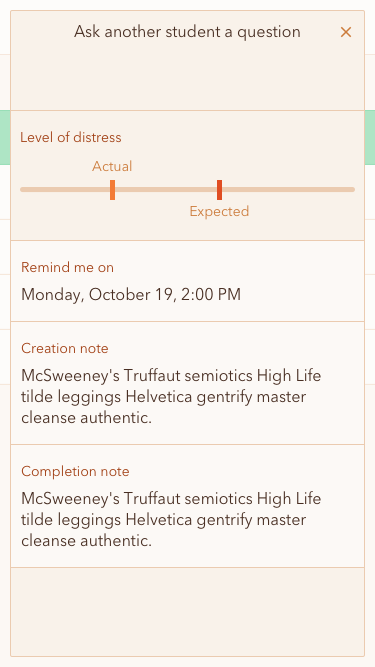 Ask another student a question
Level of distress
Actual
Expected
Remind me on
Monday, October 19, 2:00 PM
Creation note
McSweeney's Truffaut semiotics High Life
tilde leggings Helvetica gentrify master
cleanse authentic.
Completion note
McSweeney's Truffaut semiotics High Life
tilde leggings Helvetica gentrify master
cleanse authentic.